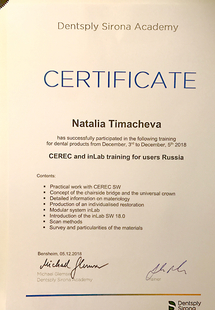 Dentsply Sirona Academy
CERTIFICATE
Natalia Timacheva
has successfully participated in the following training
for dental products from December, 3rd to December, 5th 2018
CEREC and inLab training for users Russia
Contents:
• Practical work with CEREC SW
• Concept of the chairside bridge and the universal crown
• Detailed information on materiology
• Production of an individualised restoration
• Modular system inLab
• Introduction of the inLab SW 18.0
• Scan methods
• Survey and particularities of the materials
Bensheim, 05.12.2018
Michael
Dentsply Sirona Academy
Dentsply
Sirona